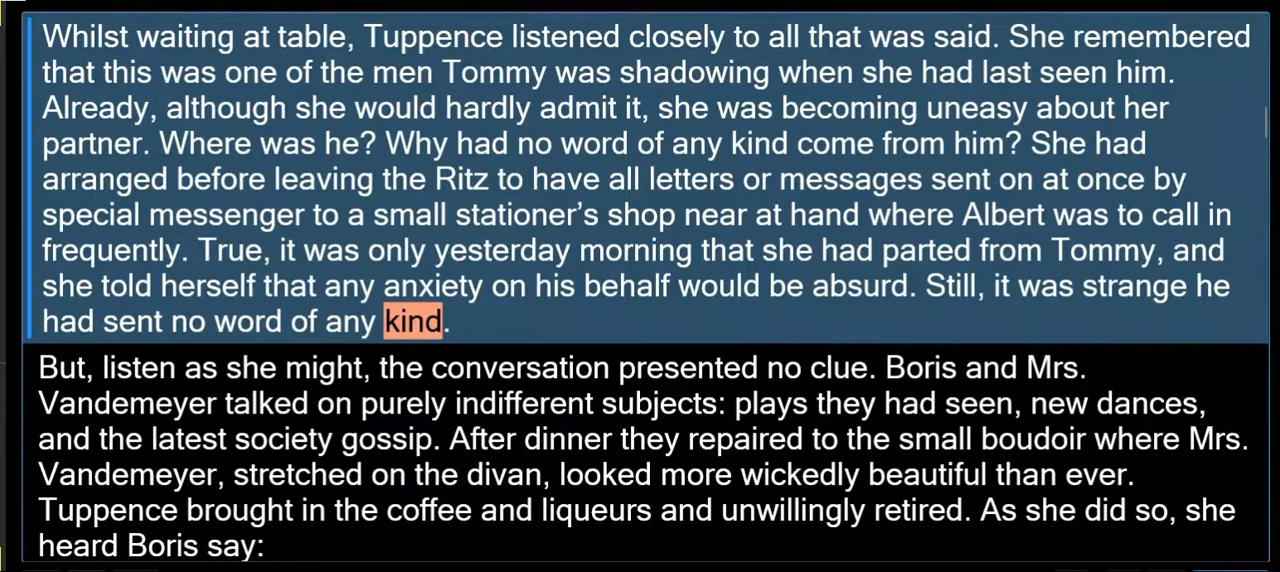 Whilst waiting at table, Tuppence listened closely to all that was said. She remembered
that this was one of the men Tommy was shadowing when she had last seen him.
Already, although she would hardly admit it, she was becoming uneasy about her
partner. Where was he? Why had no word of any kind come from him? She had
arranged before leaving the Ritz to have all letters or messages sent on at once by
special messenger to a small stationer’s shop near at hand where Albert was to call in
frequently. True, it was only yesterday morning that she had parted from Tommy, and
she told herself that any anxiety on his behalf would be absurd. Still, it was strange he
had sent no word of any kind.
But, listen as she might, the conversation presented no clue. Boris and Mrs.
Vandemeyer talked on purely indifferent subjects: plays they had seen, new dances,
and the latest society gossip. After dinner they repaired to the small boudoir where Mrs.
Vandemeyer, stretched on the divan, looked more wickedly beautiful than ever.
Tuppence brought in the coffee and liqueurs and unwillingly retired. As she did so, she
heard Boris say: